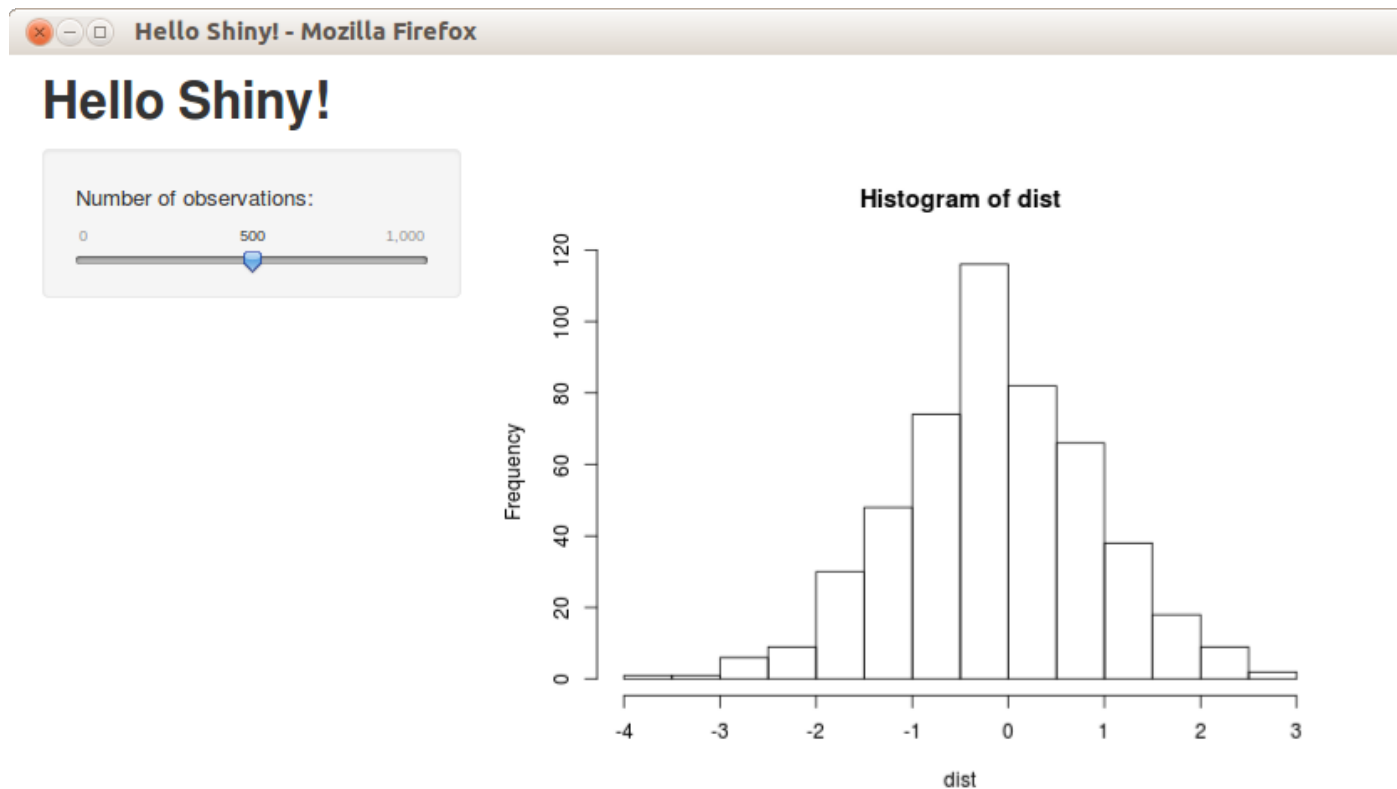 Hello Shiny! - Mozilla Firefox
Hello Shiny!
Number of observations:
0 500 1,000
Histogram of dist
Frequency
120
100
80
60
40
20
0
-4 -3 -2 -1 0 1 2 3
dist